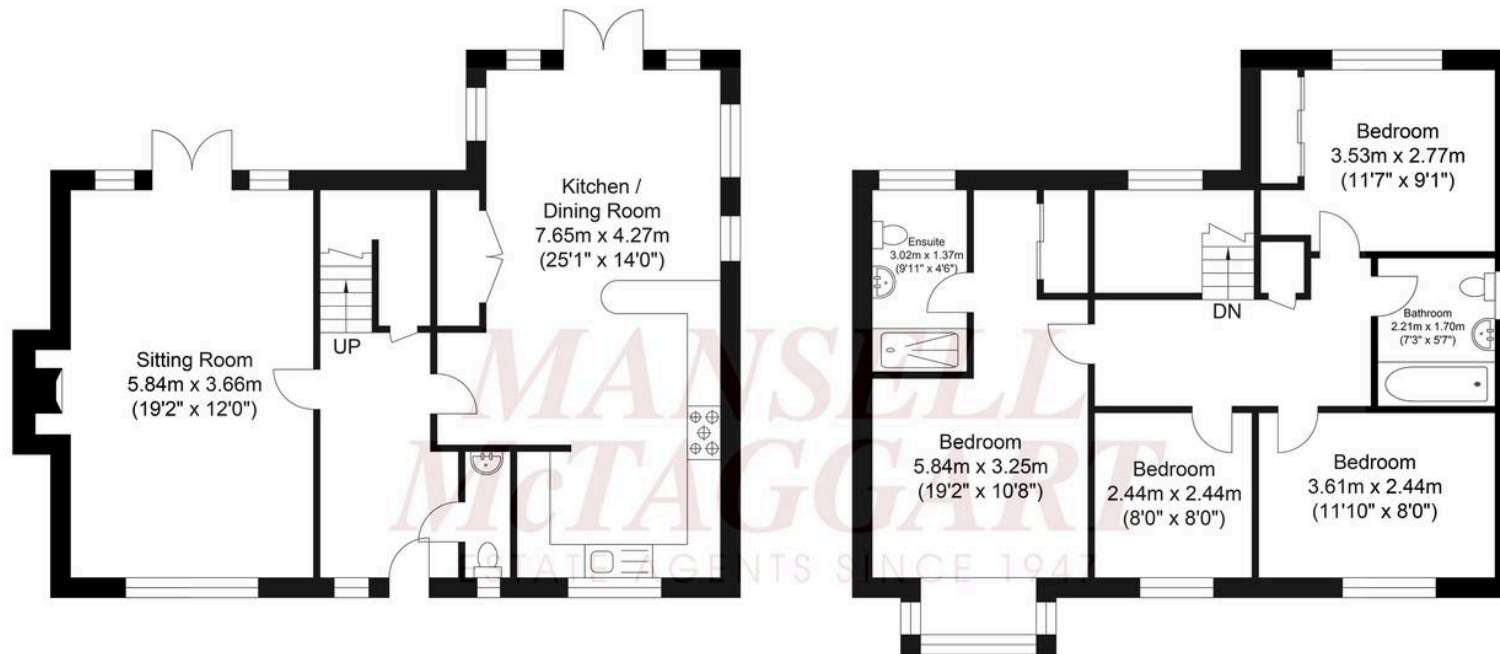 Kitchen /
Dining Room
7.65m x 4.27m
(25'1" x 14'0")
Sitting Room
5.84m x 3.66m
(19'2" x 12'0")
UP
Bedroom
3.53m x 2.77m
(11'7" x 9'1")
Ensuite
3.02m x 1.37m
(9'11" x 4'6")
DN
Bathroom
2.21m x 1.70m
(7'3" x 5'7")
Bedroom
5.84m x 3.25m
(19'2" x 10'8")
Bedroom
2.44m x 2.44m
(8'0" x 8'0")
Bedroom
3.61m x 2.44m
(11'10" x 8'0")
MANSELL
McTAGGART
ESTATE AGENTS SINCE 1947